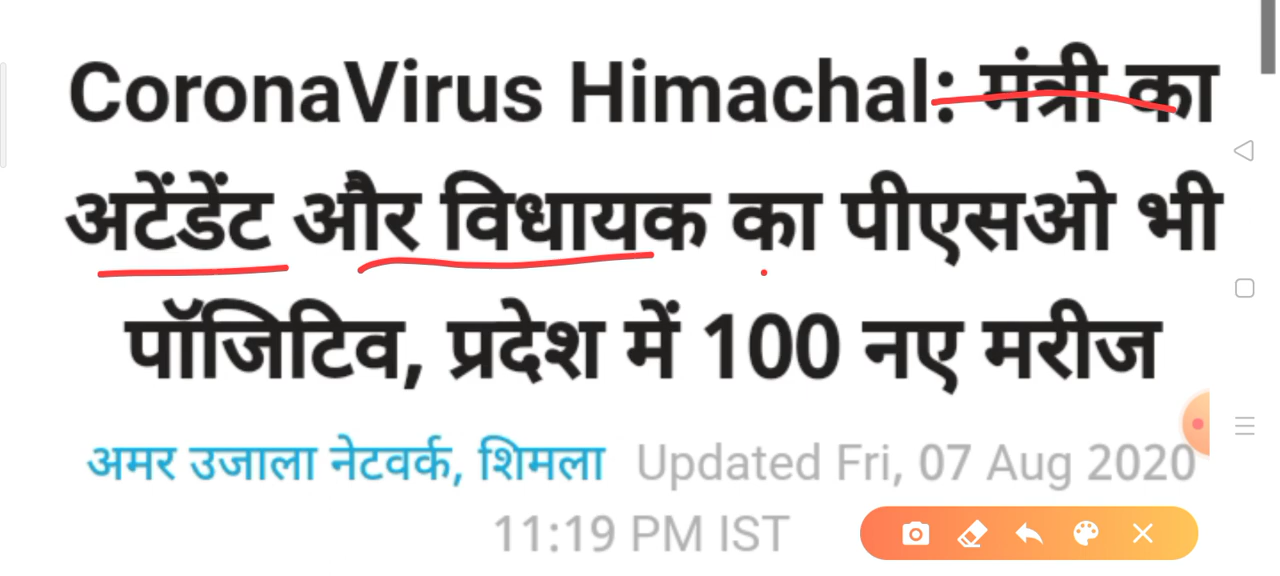 CoronaVirus Himachal: मंत्री का
अटेंडेंट और विधायक का पीएसओ भी
पॉजिटिव, प्रदेश में 100 नए मरीज
अमर उजाला नेटवर्क, शिमला Updated Fri, 07 Aug 2020
11:19 PM IST